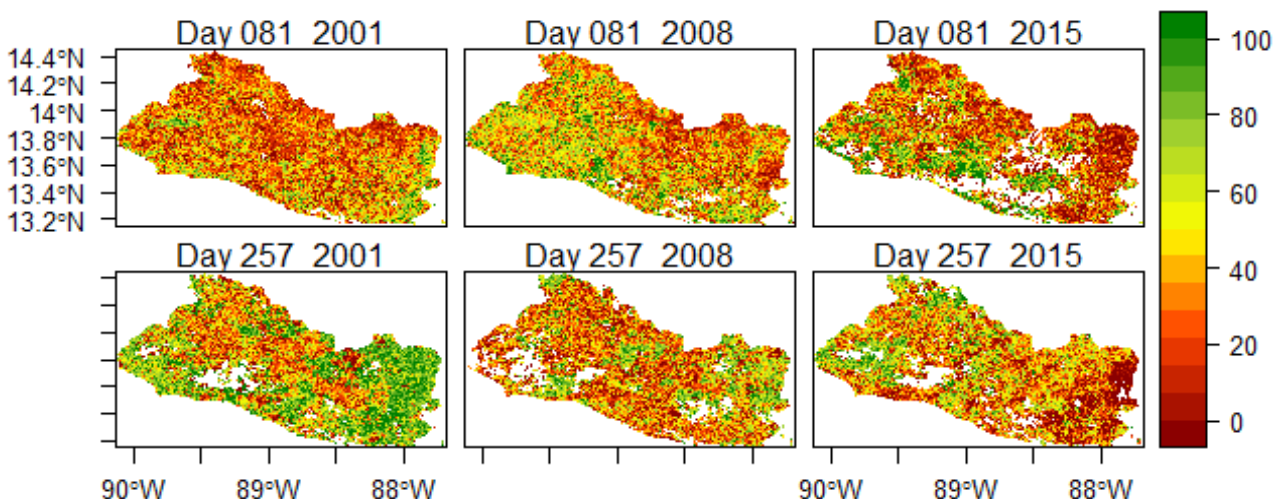 Day 081 2001
Day 081 2008
Day 081 2015
14.4°N
14.2°N
14°N
13.8°N
13.6°N
13.4°N
13.2°N
100
80
60
40
20
0
Day 257 2001
Day 257 2008
Day 257 2015
90°W
89°W
88°W
90°W
89°W
88°W